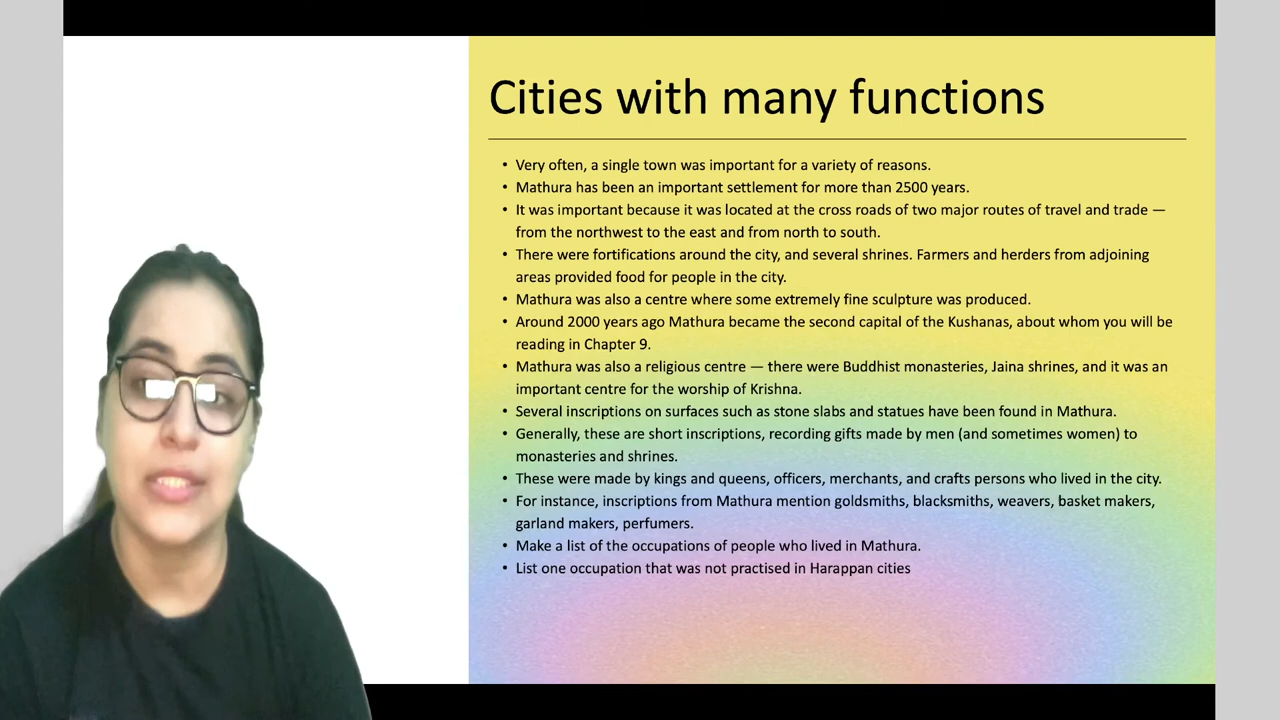 Cities with many functions
• Very often, a single town was important for a variety of reasons.
• Mathura has been an important settlement for more than 2500 years.
• It was important because it was located at the cross roads of two major routes of travel and trade —
from the northwest to the east and from north to south.
• There were fortifications around the city, and several shrines. Farmers and herders from adjoining
areas provided food for people in the city.
• Mathura was also a centre where some extremely fine sculpture was produced.
• Around 2000 years ago Mathura became the second capital of the Kushanas, about whom you will be
reading in Chapter 9.
• Mathura was also a religious centre — there were Buddhist monasteries, Jaina shrines, and it was an
important centre for the worship of Krishna.
• Several inscriptions on surfaces such as stone slabs and statues have been found in Mathura.
• Generally, these are short inscriptions, recording gifts made by men (and sometimes women) to
monasteries and shrines.
• These were made by kings and queens, officers, merchants, and crafts persons who lived in the city.
• For instance, inscriptions from Mathura mention goldsmiths, blacksmiths, weavers, basket makers,
garland makers, perfumers.
• Make a list of the occupations of people who lived in Mathura.
• List one occupation that was not practised in Harappan cities